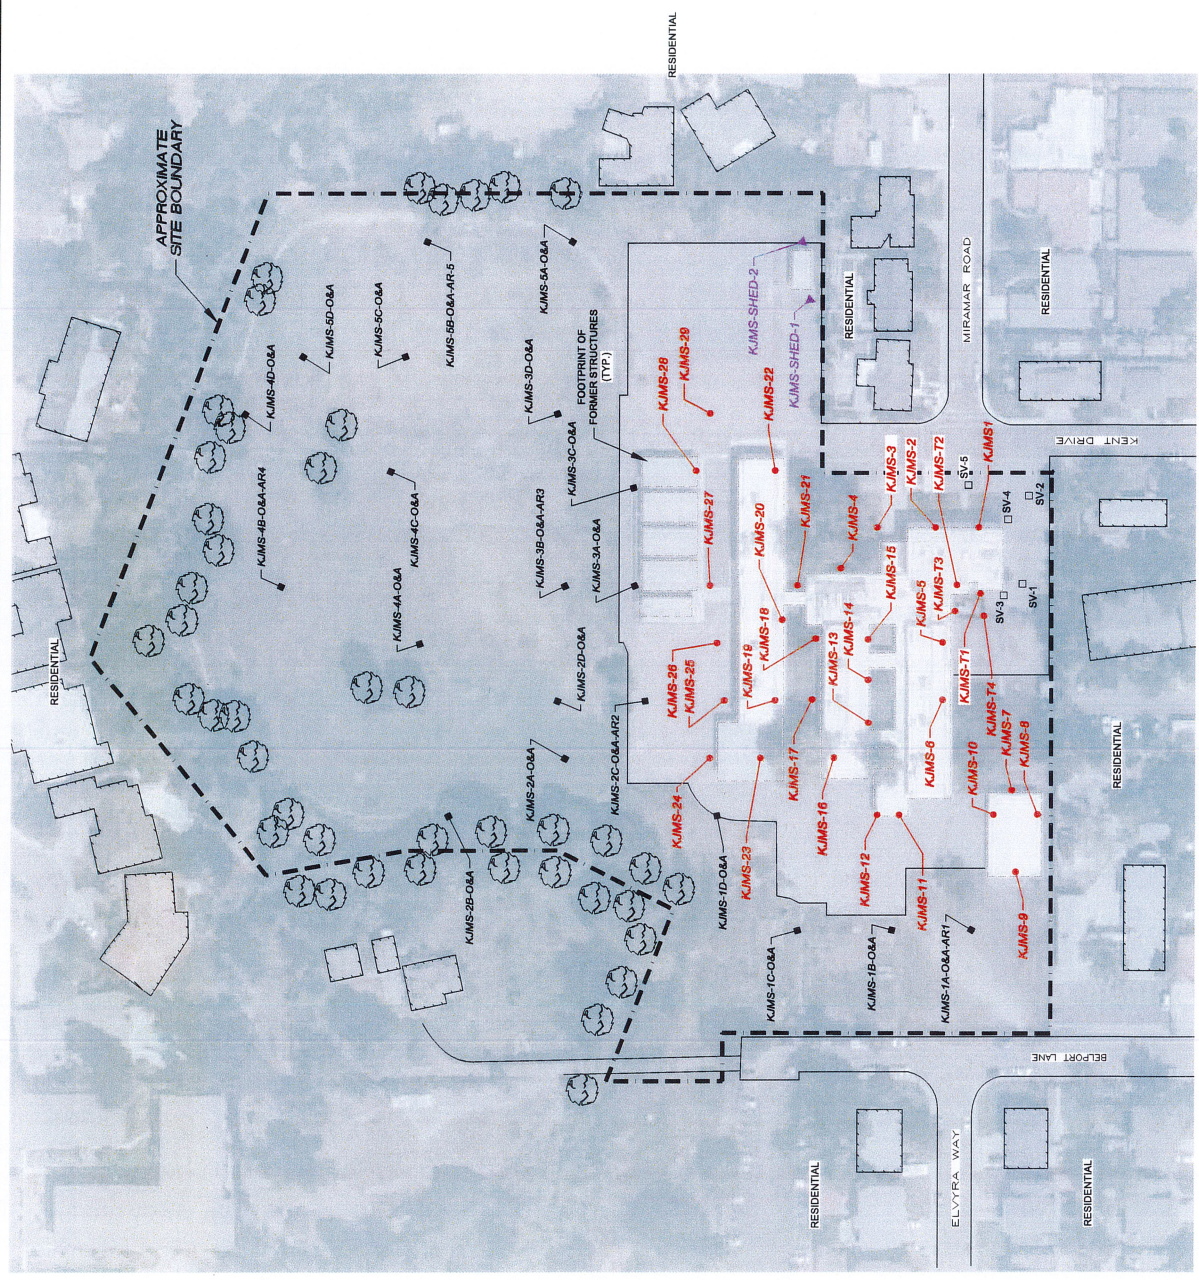 RESIDENTIAL
APPROXIMATE
SITE BOUNDARY
RESIDENTIAL
KJMS-4D-O&A
KJMS-5D-O&A
KJMS-5C-O&A
KJMS-5B-O&A-AR-5
KJMS-5A-O&A
KJMS-4B-O&A-AR4
KJMS-4C-O&A
KJMS-4A-O&A
KJMS-3D-O&A
KJMS-3C-O&A
KJMS-3B-O&A-AR3
KJMS-3A-O&A
FOOTPRINT OF
FORMER STRUCTURES
(TYP.)
KJMS-2D-O&A
KJMS-2C-O&A-AR2
KJMS-2A-O&A
KJMS-2B-O&A
KJMS-1D-O&A
KJMS-1C-O&A
KJMS-1B-O&A
KJMS-1A-O&A-AR1
KJMS-SHED-2
KJMS-SHED-1
KJMS-28
KJMS-29
KJMS-22
KJMS-27
KJMS-20
KJMS-21
KJMS-4
KJMS-3
KJMS-2
KJMS-T2
KJMS1
KJMS-26
KJMS-25
KJMS-19
KJMS-18
KJMS-13
KJMS-14
KJMS-15
KJMS-5
KJMS-T3
KJMS-T1
KJMS-T4
KJMS-24
KJMS-23
KJMS-17
KJMS-16
KJMS-12
KJMS-11
KJMS-6
KJMS-10
KJMS-7
KJMS-8
KJMS-9
SV-5
SV-4
SV-2
SV-3
SV-1
RESIDENTIAL
MIRAMAR ROAD
RESIDENTIAL
KENT DRIVE
RESIDENTIAL
BELPORT LANE
ELVYRA WAY
RESIDENTIAL
RESIDENTIAL